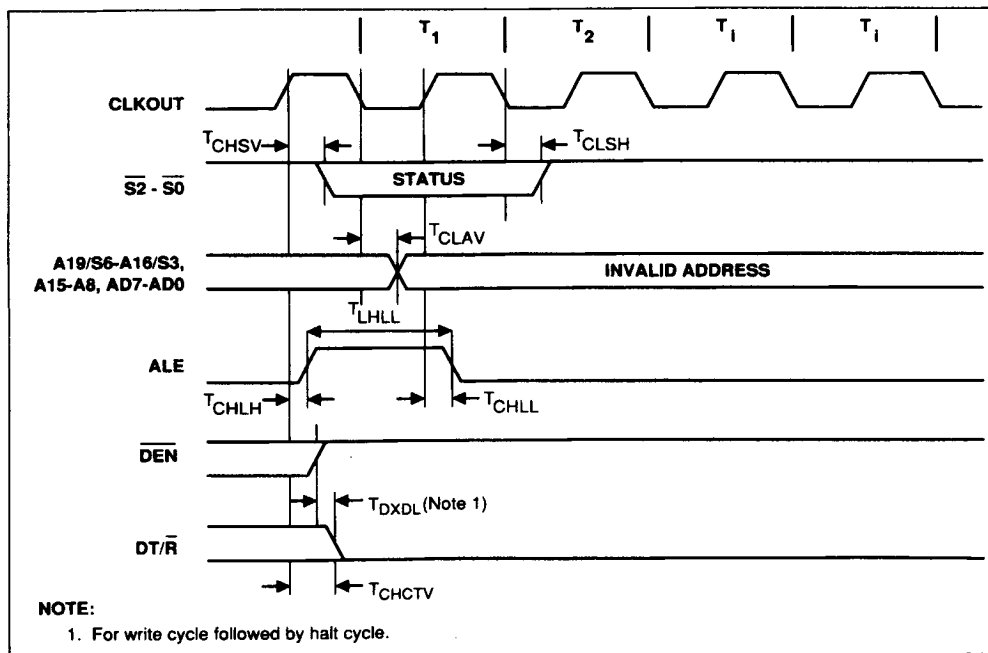 T1 T2 Ti Ti
CLKOUT
TCHSV TCLSH
S2 - S0 STATUS
TCLAV
A19/S6-A16/S3,
A15-A8, AD7-AD0 INVALID ADDRESS
TLHLL
ALE
TCHLH TCHLL
DEN
TDXDL (Note 1)
DT/R
TCHCTV
NOTE:
1. For write cycle followed by halt cycle.